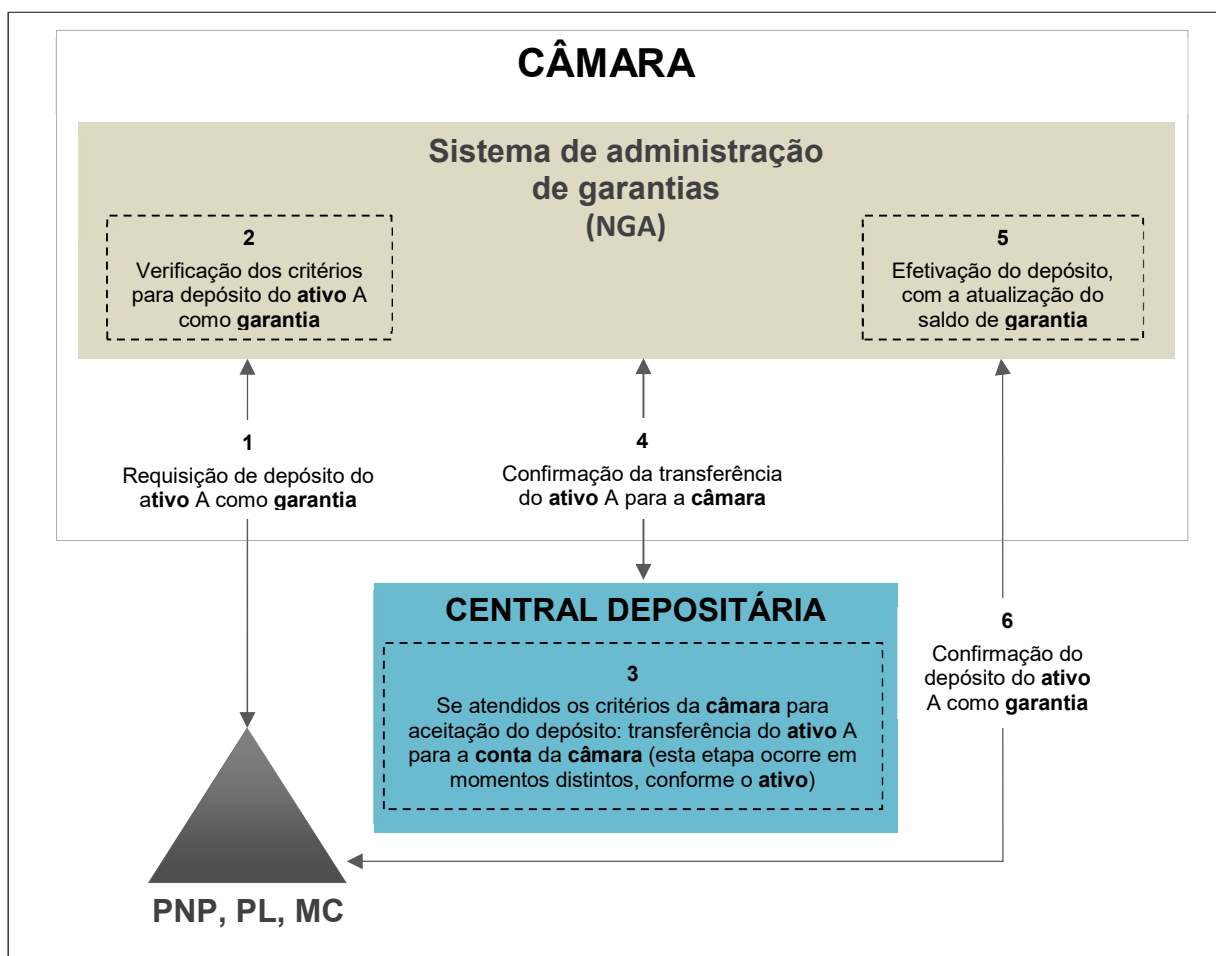 CÂMARA
Sistema de administração
de garantias
(NGA)
2
Verificação dos critérios
para depósito do ativo A
como garantia
5
Efetivação do depósito,
com a atualização do
saldo de garantia
1
Requisição de depósito do
ativo A como garantia
4
Confirmação da transferência
do ativo A para a câmara
CENTRAL DEPOSITÁRIA
3
Se atendidos os critérios da câmara para
aceitação do depósito: transferência do ativo A
para a conta da câmara (esta etapa ocorre em
momentos distintos, conforme o ativo)
6
Confirmação do
depósito do ativo
A como garantia
PNP, PL, MC